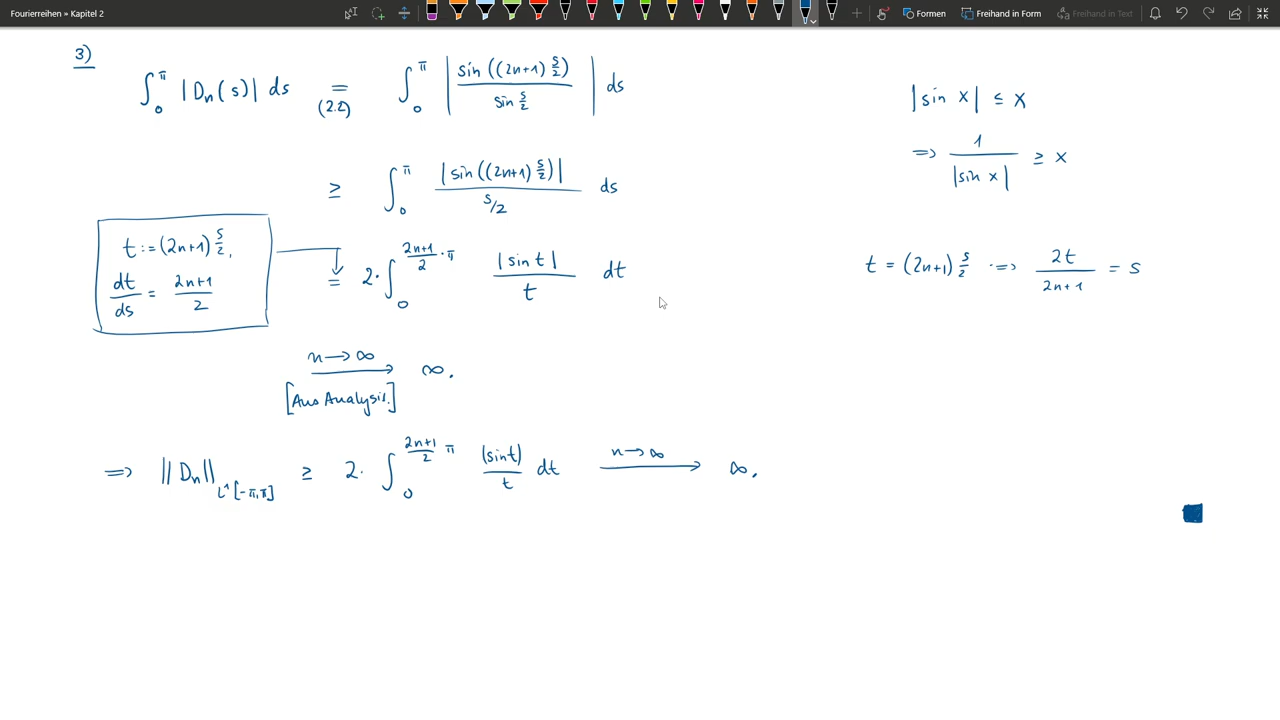 Fourierreihen » Kapitel 2
Formen
Freihand in Form
Freihand in Text
3)
∫₀^π |Dₙ(s)| ds = (2.2) ∫₀^π | sin((2n+1) s/2) / sin s/2 | ds
|sin x| ≤ x
⇒ 1/|sin x| ≥ x
≥ ∫₀^π |sin((2n+1) s/2)| / s/2 ds
t := (2n+1) s/2,
dt/ds = (2n+1)/2
= 2· ∫₀^{(2n+1)/2 · π} |sin t| / t dt
t = (2n+1) s/2 ⇒ 2t/(2n+1) = s
n→∞ ∞.
[Aus Analysis.]
⇒ ||Dₙ||_{L¹[-π,π]} ≥ 2· ∫₀^{(2n+1)/2 π} (sin t)/t dt n→∞ ∞.